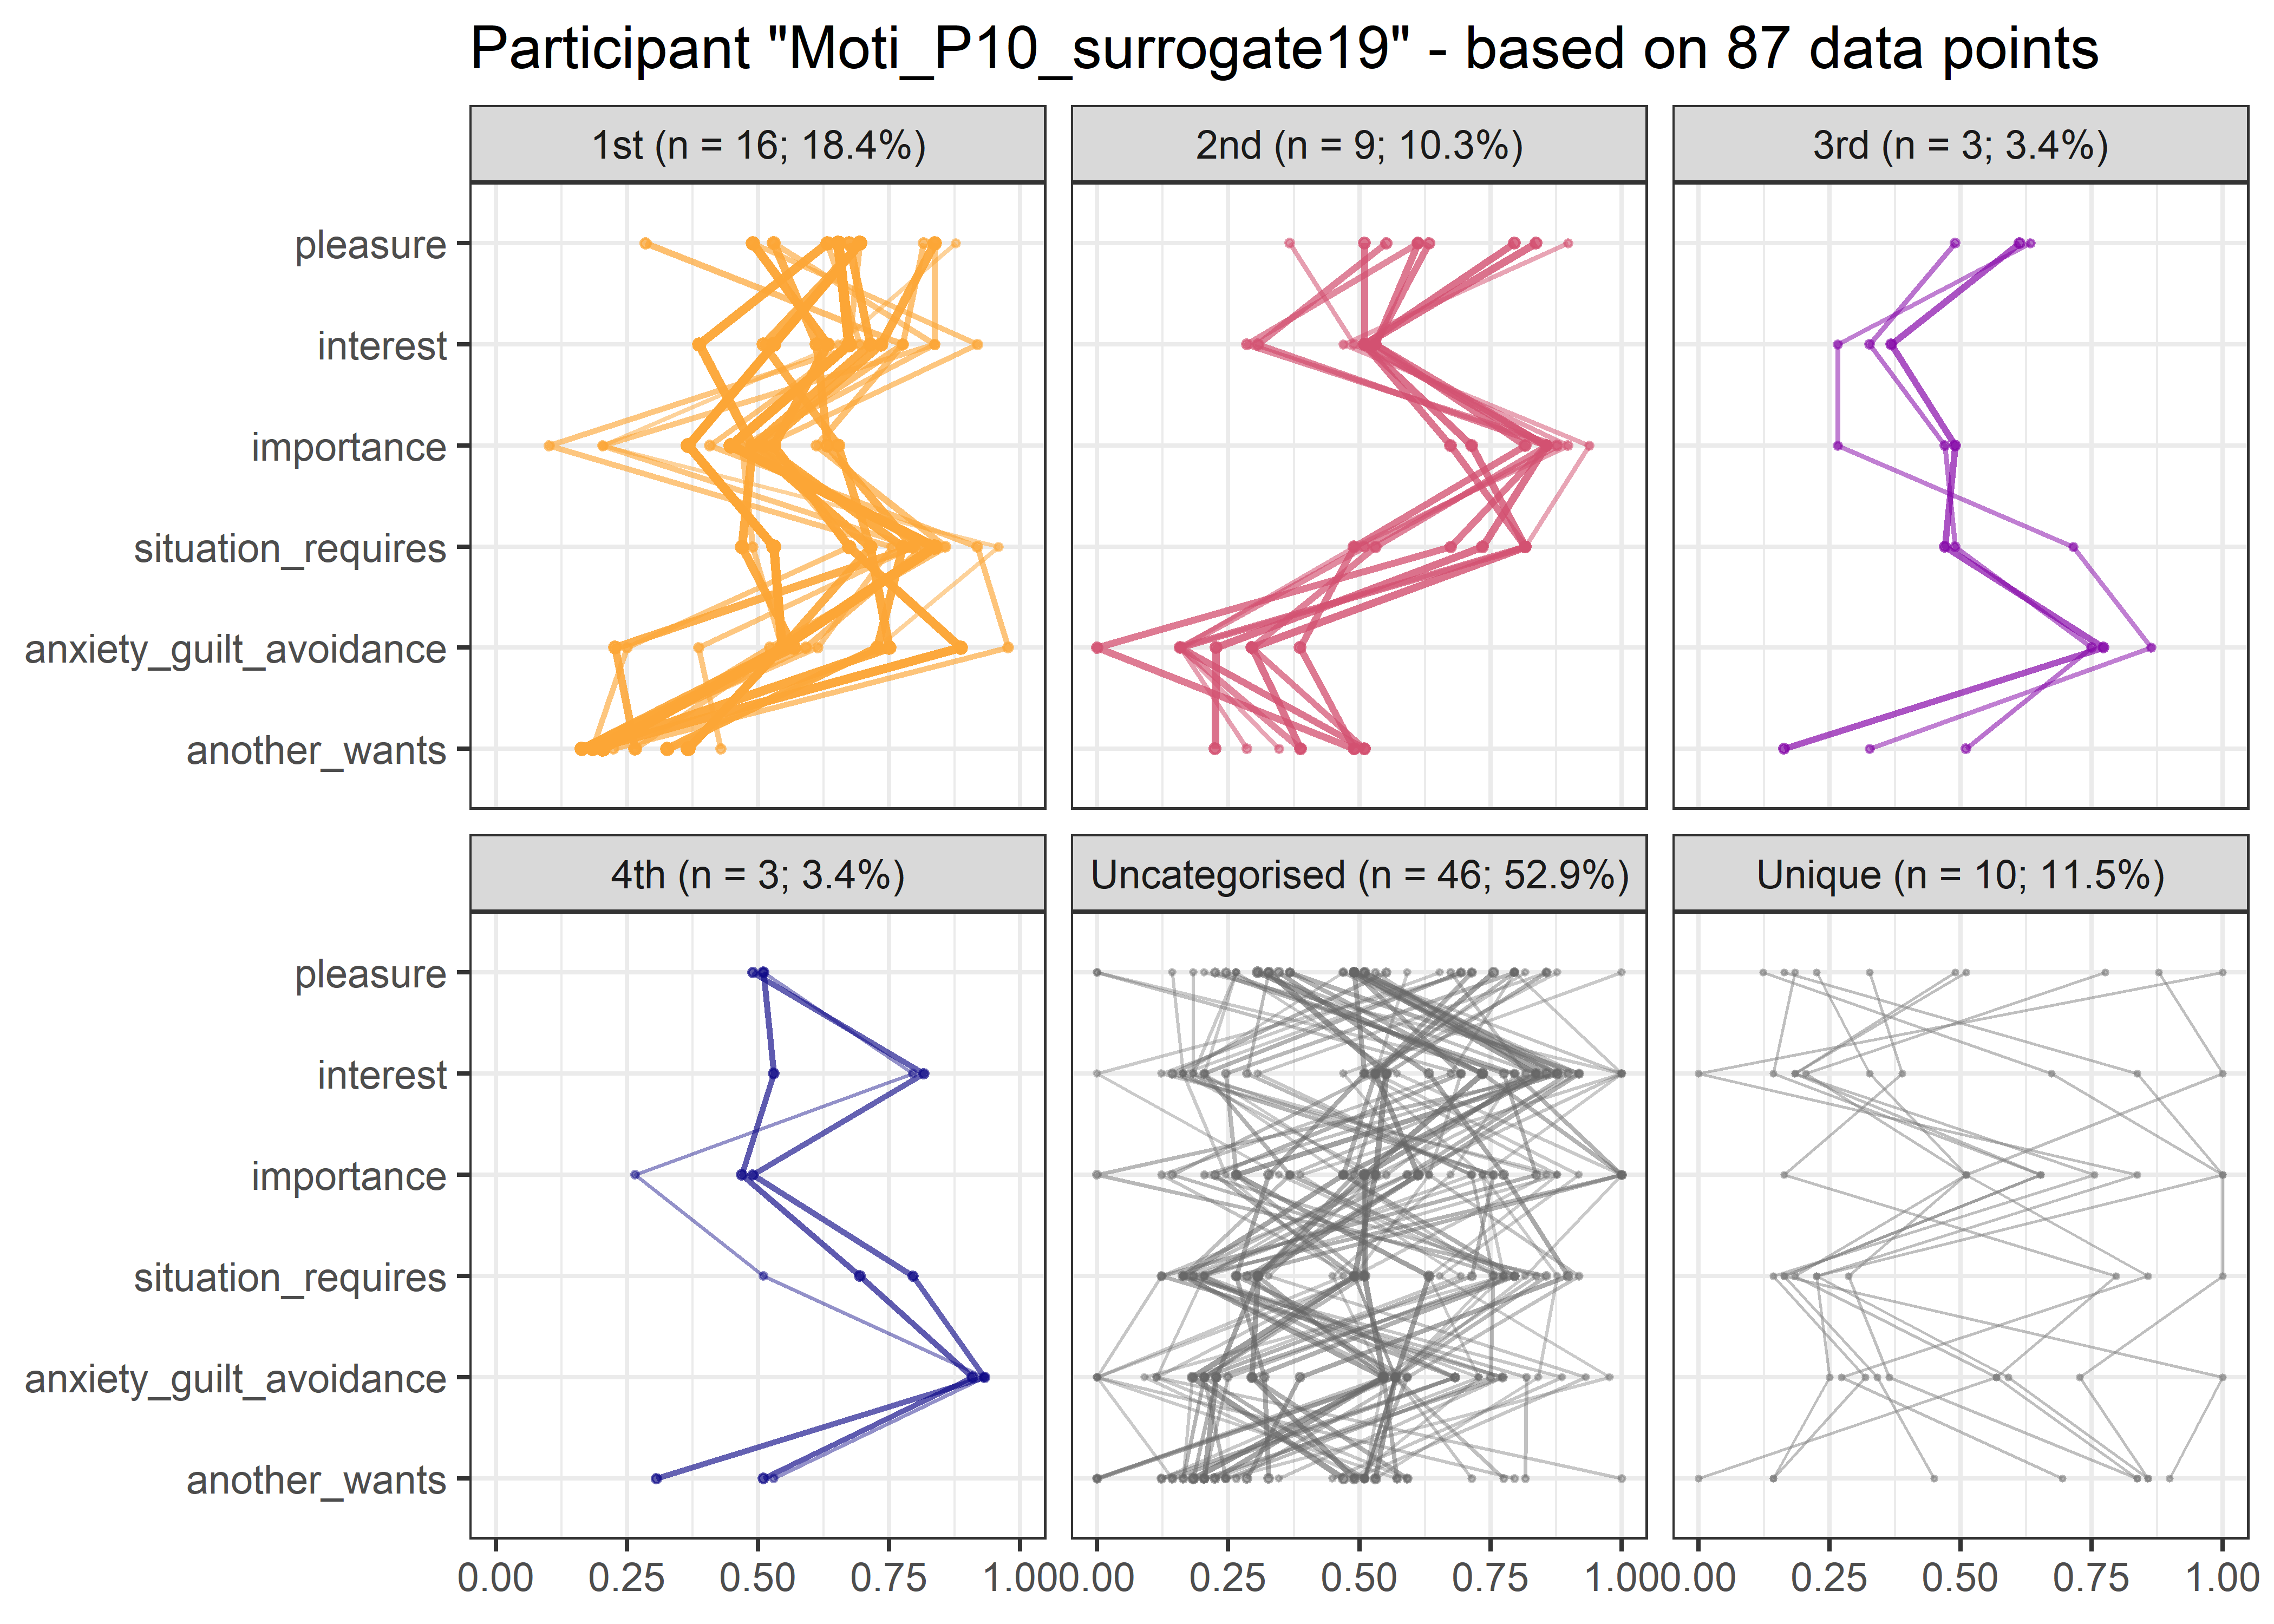 Participant "Moti_P10_surrogate19" - based on 87 data points
1st (n = 16; 18.4%)
2nd (n = 9; 10.3%)
3rd (n = 3; 3.4%)
pleasure
interest
importance
situation_requires
anxiety_guilt_avoidance
another_wants
4th (n = 3; 3.4%)
Uncategorised (n = 46; 52.9%)
Unique (n = 10; 11.5%)
pleasure
interest
importance
situation_requires
anxiety_guilt_avoidance
another_wants
0.00 0.25 0.50 0.75 1.00 0.00 0.25 0.50 0.75 1.00 0.00 0.25 0.50 0.75 1.00